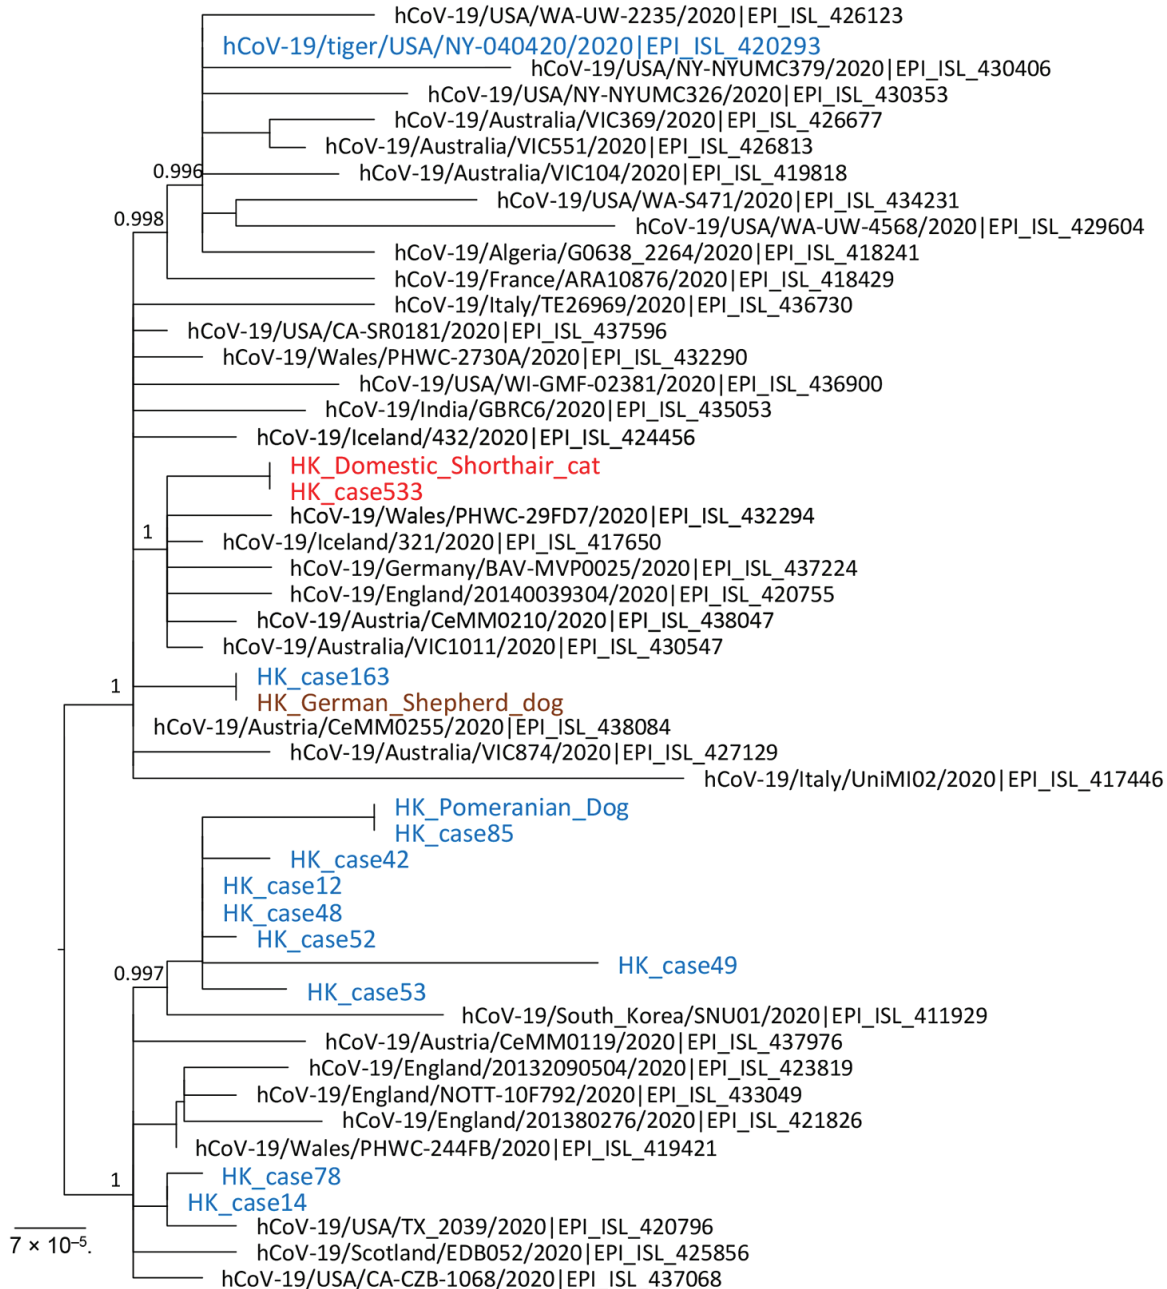 hCoV-19/USA/WA-UW-2235/2020|EPI_ISL_426123
hCoV-19/tiger/USA/NY-040420/2020|EPI_ISL_420293
hCoV-19/USA/NY-NYUMC379/2020|EPI_ISL_430406
hCoV-19/USA/NY-NYUMC326/2020|EPI_ISL_430353
hCoV-19/Australia/VIC369/2020|EPI_ISL_426677
hCoV-19/Australia/VIC551/2020|EPI_ISL_426813
0.996
hCoV-19/Australia/VIC104/2020|EPI_ISL_419818
hCoV-19/USA/WA-S471/2020|EPI_ISL_434231
0.998
hCoV-19/USA/WA-UW-4568/2020|EPI_ISL_429604
hCoV-19/Algeria/G0638_2264/2020|EPI_ISL_418241
hCoV-19/France/ARA10876/2020|EPI_ISL_418429
hCoV-19/Italy/TE26969/2020|EPI_ISL_436730
hCoV-19/USA/CA-SR0181/2020|EPI_ISL_437596
hCoV-19/Wales/PHWC-2730A/2020|EPI_ISL_432290
hCoV-19/USA/WI-GMF-02381/2020|EPI_ISL_436900
hCoV-19/India/GBRC6/2020|EPI_ISL_435053
hCoV-19/Iceland/432/2020|EPI_ISL_424456
HK_Domestic_Shorthair_cat
HK_case533
hCoV-19/Wales/PHWC-29FD7/2020|EPI_ISL_432294
1
hCoV-19/Iceland/321/2020|EPI_ISL_417650
hCoV-19/Germany/BAV-MVP0025/2020|EPI_ISL_437224
hCoV-19/England/20140039304/2020|EPI_ISL_420755
hCoV-19/Austria/CeMM0210/2020|EPI_ISL_438047
hCoV-19/Australia/VIC1011/2020|EPI_ISL_430547
HK_case163
1
HK_German_Shepherd_dog
hCoV-19/Austria/CeMM0255/2020|EPI_ISL_438084
hCoV-19/Australia/VIC874/2020|EPI_ISL_427129
hCoV-19/Italy/UniMI02/2020|EPI_ISL_417446
HK_Pomeranian_Dog
HK_case85
HK_case42
HK_case12
HK_case48
HK_case52
HK_case49
0.997
HK_case53
hCoV-19/South_Korea/SNU01/2020|EPI_ISL_411929
hCoV-19/Austria/CeMM0119/2020|EPI_ISL_437976
hCoV-19/England/20132090504/2020|EPI_ISL_423819
hCoV-19/England/NOTT-10F792/2020|EPI_ISL_433049
hCoV-19/England/201380276/2020|EPI_ISL_421826
hCoV-19/Wales/PHWC-244FB/2020|EPI_ISL_419421
HK_case78
1
HK_case14
hCoV-19/USA/TX_2039/2020|EPI_ISL_420796
7 × 10⁻⁵.
hCoV-19/Scotland/EDB052/2020|EPI_ISL_425856
hCoV-19/USA/CA-CZB-1068/2020|EPI_ISL_437068